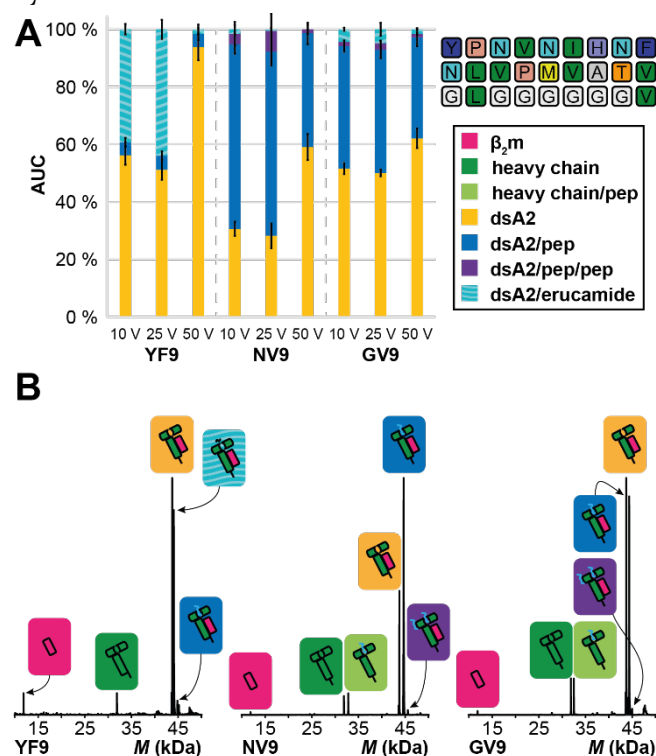 A
100 %
80 %
60 %
40 %
20 %
0 %
AUC
10 V 25 V 50 V 10 V 25 V 50 V 10 V 25 V 50 V
YF9 NV9 GV9
Y P N V N I H N F
N L V P M V A T V
G L G G G G G G V
β₂m
heavy chain
heavy chain/pep
dsA2
dsA2/pep
dsA2/pep/pep
dsA2/erucamide
B
15 25 35 45 15 25 35 45 15 25 35 45
YF9 M (kDa) NV9 M (kDa) GV9 M (kDa)